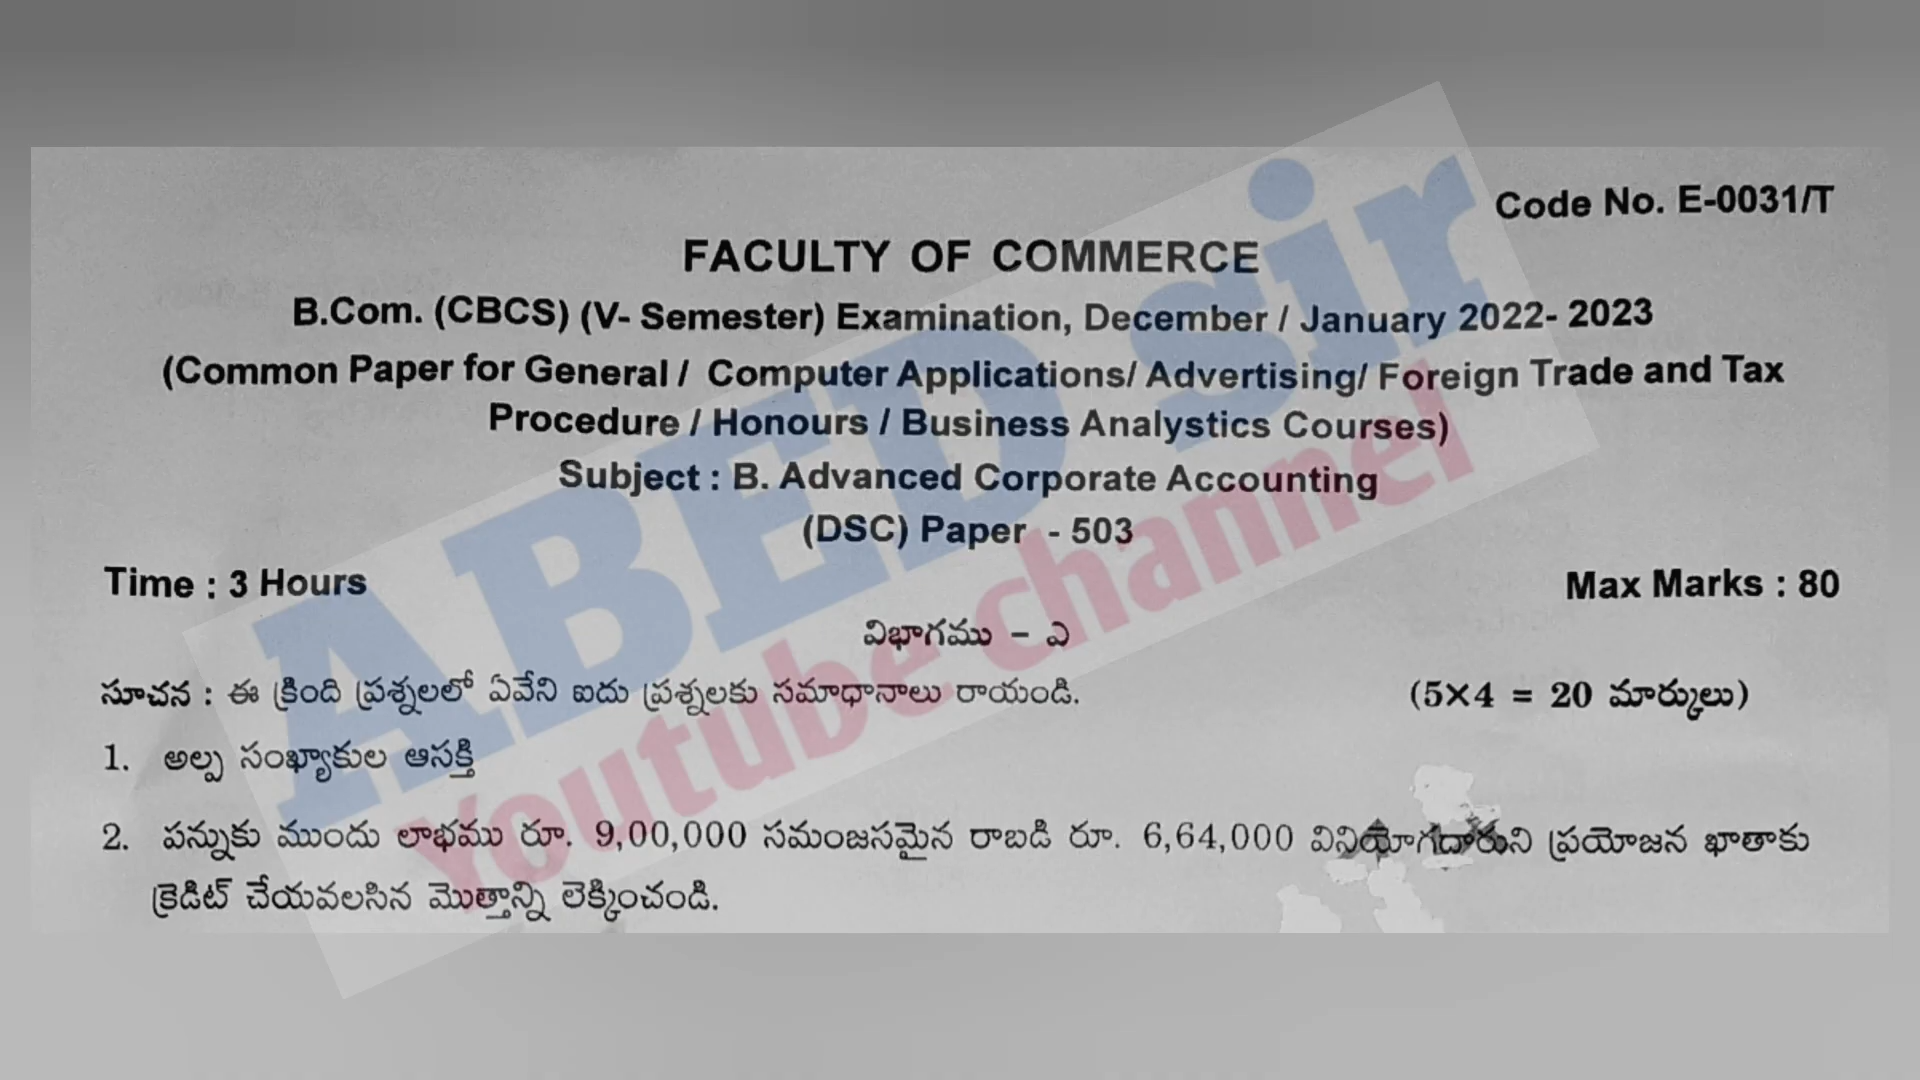 Code No. E-0031/T
FACULTY OF COMMERCE
B.Com. (CBCS) (V- Semester) Examination, December / January 2022- 2023
(Common Paper for General / Computer Applications/ Advertising/ Foreign Trade and Tax
Procedure / Honours / Business Analystics Courses)
Subject : B. Advanced Corporate Accounting
(DSC) Paper - 503
Time : 3 Hours Max Marks : 80
విభాగము – ఎ
సూచన : ఈ క్రింది ప్రశ్నలలో ఏవేని ఐదు ప్రశ్నలకు సమాధానాలు రాయండి. (5×4 = 20 మార్కులు)
1. అల్ప సంఖ్యాకుల ఆసక్తి
2. పన్నుకు ముందు లాభము రూ. 9,00,000 సమంజసమైన రాబడి రూ. 6,64,000 వినియోగదారుని ప్రయోజన ఖాతాకు
క్రెడిట్ చేయవలసిన మొత్తాన్ని లెక్కించండి.
ABED sir
Youtube channel